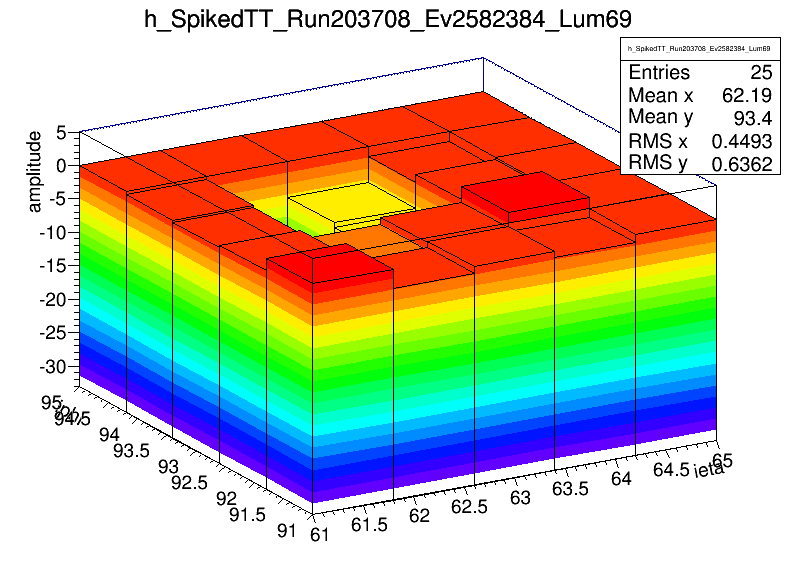 h_SpikedTT_Run203708_Ev2582384_Lum69
h_SpikedTT_Run203708_Ev2582384_Lum69
Entries 25
Mean x 62.19
Mean y 93.4
RMS x 0.4493
RMS y 0.6362
amplitude
5
0
-5
-10
-15
-20
-25
-30
95
94.5
94
93.5
93
92.5
92
91.5
91
61
61.5
62
62.5
63
63.5
64
64.5
65
ieta